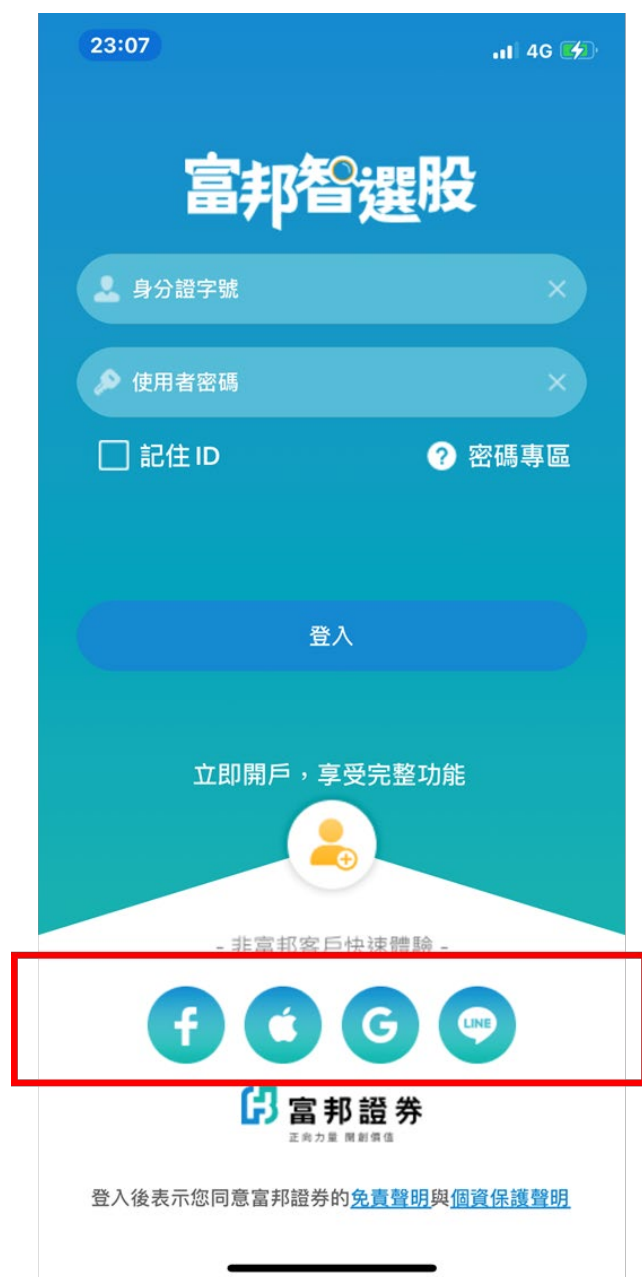 23:07
4G
富邦智選股
身分證字號
使用者密碼
記住 ID
? 密碼專區
登入
立即開戶，享受完整功能
- 非富邦客戶快速體驗 -
f G LINE
富邦證券
正向力量 開創價值
登入後表示您同意富邦證券的免責聲明與個資保護聲明